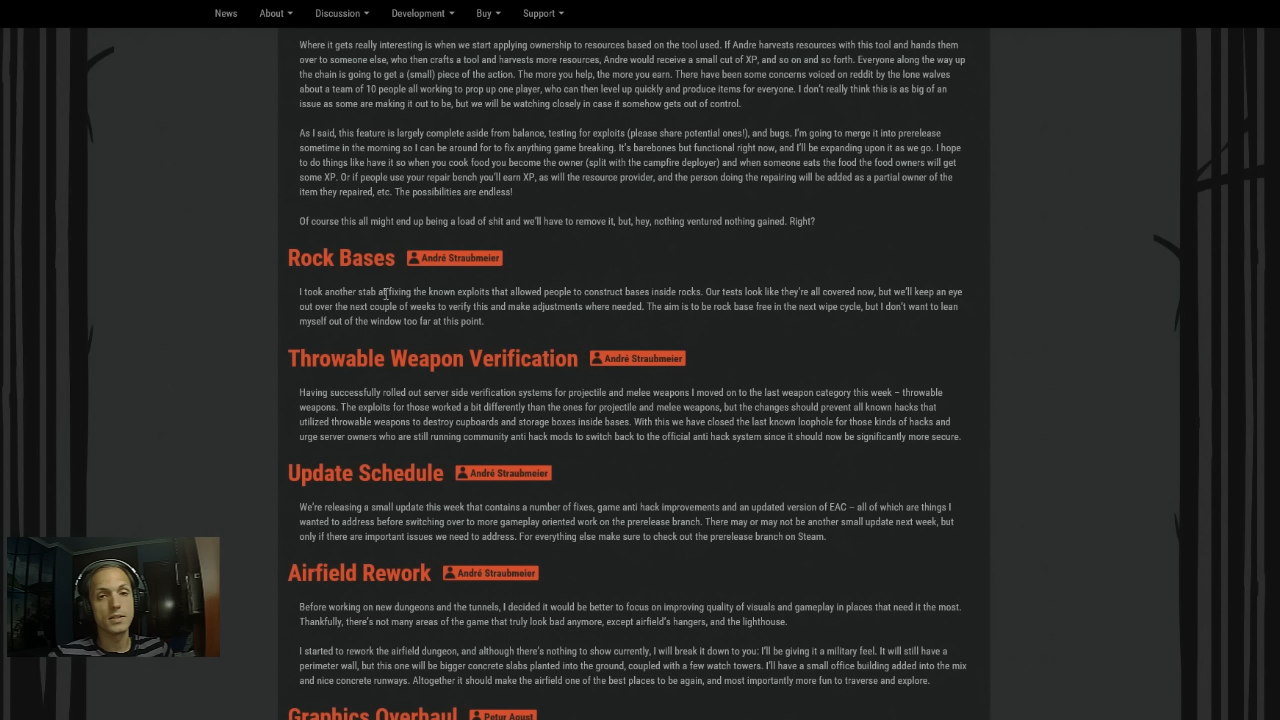 News About Discussion Development Buy Support
Where it gets really interesting is when we start applying ownership to resources based on the tool used. If Andre harvests resources with this tool and hands them
over to someone else, who then crafts a tool and harvests more resources, Andre would receive a small cut of XP, and so on and so forth. Everyone along the way up
the chain is going to get a (small) piece of the action. The more you help, the more you earn. There have been some concerns voiced on reddit by the lone walves
about a team of 10 people all working to prop up one player, who can then level up quickly and produce items for everyone. I don't really think this is as big of an
issue as some are making it out to be, but we will be watching closely in case it somehow gets out of control.
As I said, this feature is largely complete aside from balance, testing for exploits (please share potential ones!), and bugs. I'm going to merge it into prerelease
sometime in the morning so I can be around for to fix anything game breaking. It's barebones but functional right now, and I'll be expanding upon it as we go. I hope
to do things like have it so when you cook food you become the owner (split with the campfire deployer) and when someone eats the food the food owners will get
some XP. Or if people use your repair bench you'll earn XP, as will the resource provider, and the person doing the repairing will be added as a partial owner of the
item they repaired, etc. The possibilities are endless!
Of course this all might end up being a load of shit and we'll have to remove it, but, hey, nothing ventured nothing gained. Right?
Rock Bases André Straubmeier
I took another stab at fixing the known exploits that allowed people to construct bases inside rocks. Our tests look like they're all covered now, but we'll keep an eye
out over the next couple of weeks to verify this and make adjustments where needed. The aim is to be rock base free in the next wipe cycle, but I don't want to lean
myself out of the window too far at this point.
Throwable Weapon Verification André Straubmeier
Having successfully rolled out server side verification systems for projectile and melee weapons I moved on to the last weapon category this week – throwable
weapons. The exploits for those worked a bit differently than the ones for projectile and melee weapons, but the changes should prevent all known hacks that
utilized throwable weapons to destroy cupboards and storage boxes inside bases. With this we have closed the last known loophole for those kinds of hacks and
urge server owners who are still running community anti hack mods to switch back to the official anti hack system since it should now be significantly more secure.
Update Schedule André Straubmeier
We're releasing a small update this week that contains a number of fixes, game anti hack improvements and an updated version of EAC – all of which are things I
wanted to address before switching over to more gameplay oriented work on the prerelease branch. There may or may not be another small update next week, but
only if there are important issues we need to address. For everything else make sure to check out the prerelease branch on Steam.
Airfield Rework André Straubmeier
Before working on new dungeons and the tunnels, I decided it would be better to focus on improving quality of visuals and gameplay in places that need it the most.
Thankfully, there's not many areas of the game that truly look bad anymore, except airfield's hangers, and the lighthouse.
I started to rework the airfield dungeon, and although there's nothing to show currently, I will break it down to you: I'll be giving it a military feel. It will still have a
perimeter wall, but this one will be bigger concrete slabs planted into the ground, coupled with a few watch towers. I'll have a small office building added into the mix
and nice concrete runways. Altogether it should make the airfield one of the best places to be again, and most importantly more fun to traverse and explore.
Graphics Overhaul Petur Agust